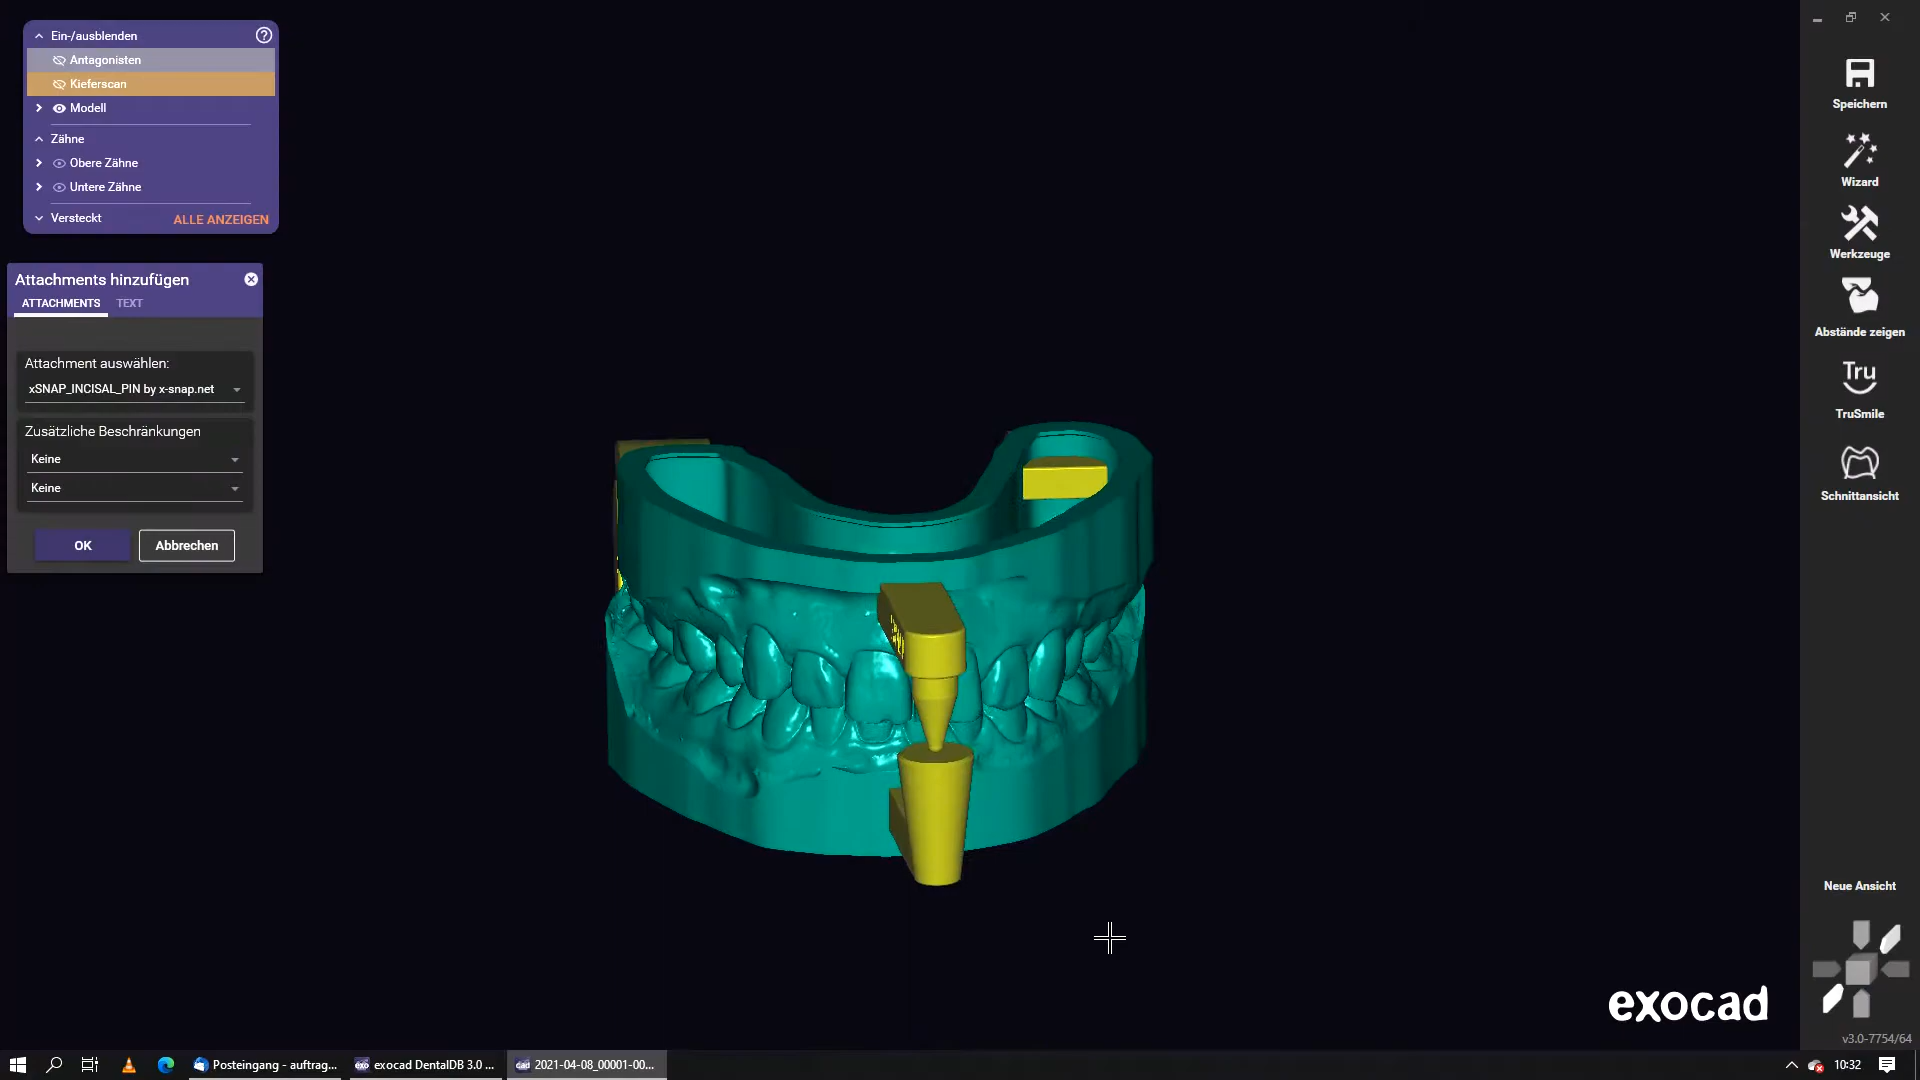 Ein-/ausblenden
Antagonisten
Kieferscan
Modell
Zähne
Obere Zähne
Untere Zähne
Versteckt
ALLE ANZEIGEN
Attachments hinzufügen
ATTACHMENTS TEXT
Attachment auswählen:
xSNAP_INCISAL_PIN by x-snap.net
Zusätzliche Beschränkungen
Keine
Keine
OK Abbrechen
Speichern
Wizard
Werkzeuge
Abstände zeigen
Tru
TruSmile
Schnittansicht
Neue Ansicht
exocad
v3.0-7754/64
Posteingang - auftrag...
exo
exocad DentalDB 3.0 ...
cad
2021-04-08_00001-00...
10:32